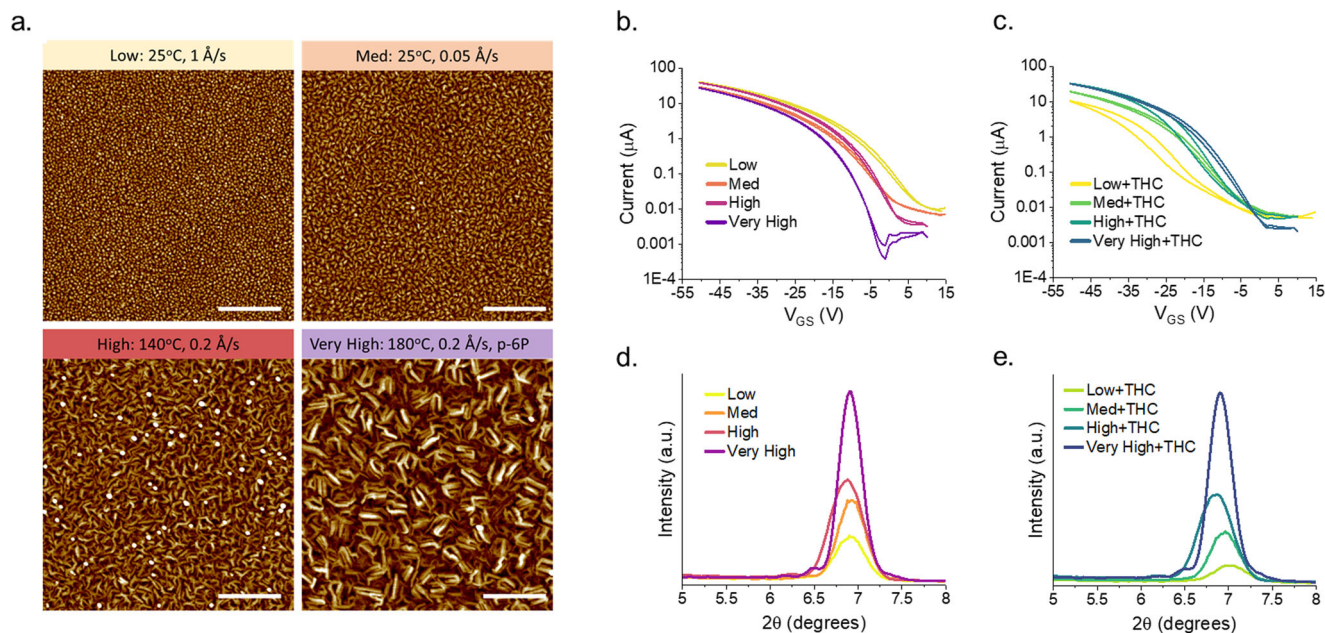 a.
Low: 25°C, 1 Å/s
Med: 25°C, 0.05 Å/s
High: 140°C, 0.2 Å/s
Very High: 180°C, 0.2 Å/s, p-6P
b.
100
10
1
0.1
0.01
0.001
1E-4
Current (µA)
Low
Med
High
Very High
-55 -45 -35 -25 -15 -5 5 15
V_GS (V)
c.
100
10
1
0.1
0.01
0.001
1E-4
Current (µA)
Low+THC
Med+THC
High+THC
Very High+THC
-55 -45 -35 -25 -15 -5 5 15
V_GS (V)
d.
Intensity (a.u.)
Low
Med
High
Very High
5 5.5 6 6.5 7 7.5 8
2θ (degrees)
e.
Intensity (a.u.)
Low+THC
Med+THC
High+THC
Very High+THC
5 5.5 6 6.5 7 7.5 8
2θ (degrees)